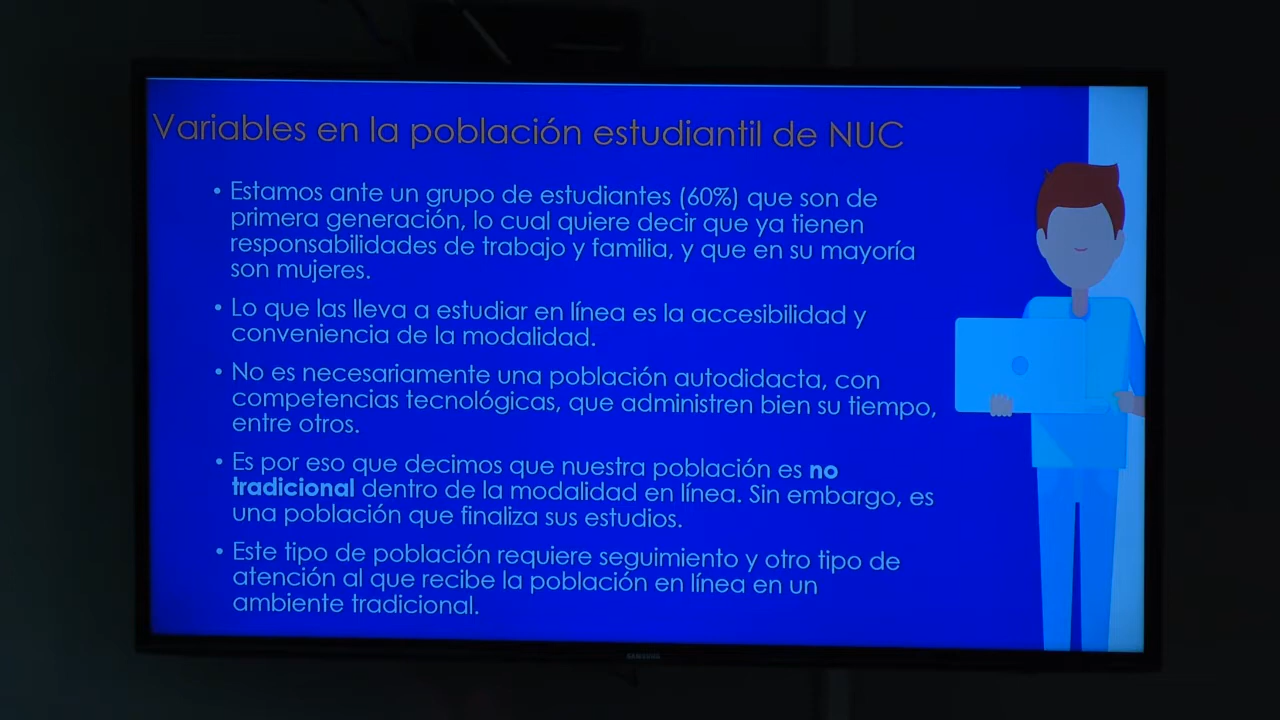 Variables en la población estudiantil de NUC
• Estamos ante un grupo de estudiantes (60%) que son de
primera generación, lo cual quiere decir que ya tienen
responsabilidades de trabajo y familia, y que en su mayoría
son mujeres.
• Lo que las lleva a estudiar en línea es la accesibilidad y
conveniencia de la modalidad.
• No es necesariamente una población autodidacta, con
competencias tecnológicas, que administren bien su tiempo,
entre otros.
• Es por eso que decimos que nuestra población es no
tradicional dentro de la modalidad en línea. Sin embargo, es
una población que finaliza sus estudios.
• Este tipo de población requiere seguimiento y otro tipo de
atención al que recibe la población en línea en un
ambiente tradicional.
SAMSUNG